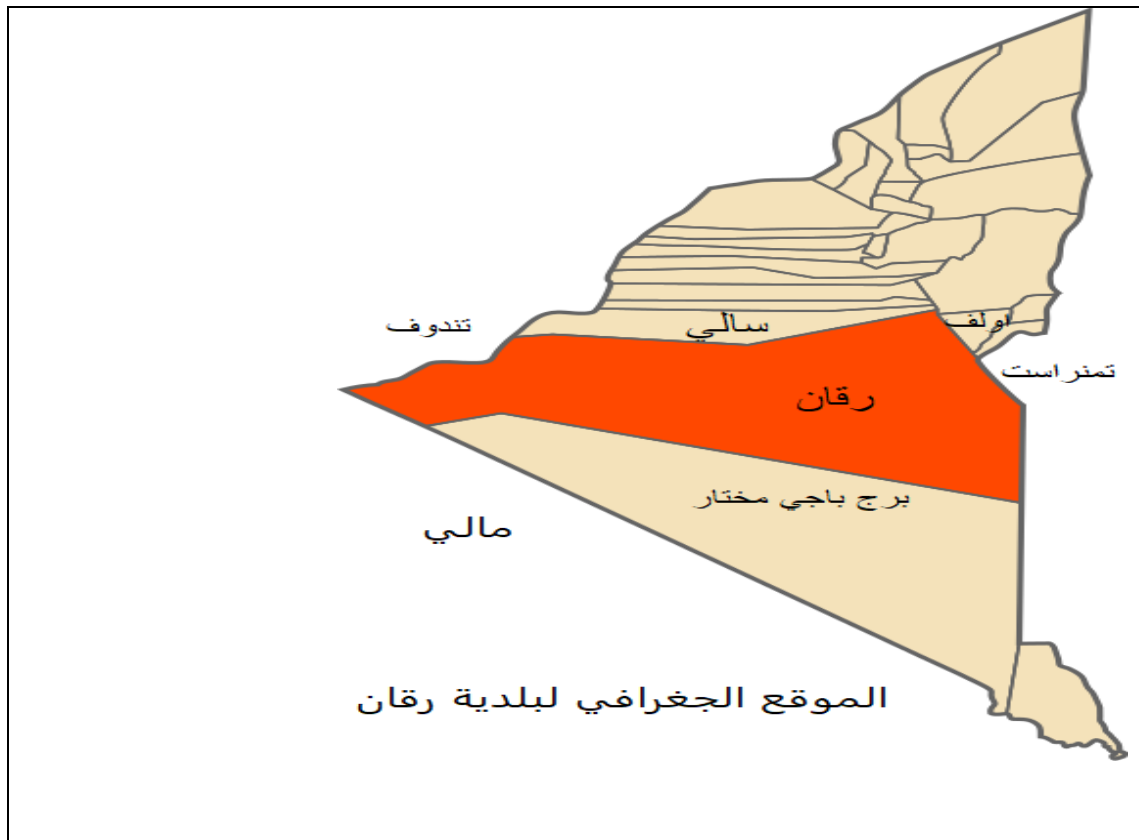 سالي
اولف
تندوف
تمنراست
رقان
برج باجي مختار
مالي
الموقع الجغرافي لبلدية رقان